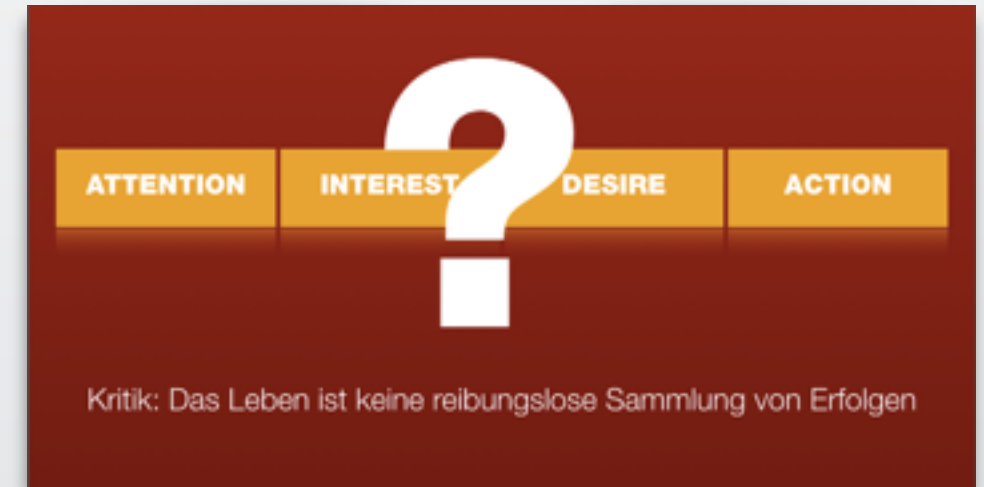 ?
ATTENTION INTEREST DESIRE ACTION
Kritik: Das Leben ist keine reibungslose Sammlung von Erfolgen